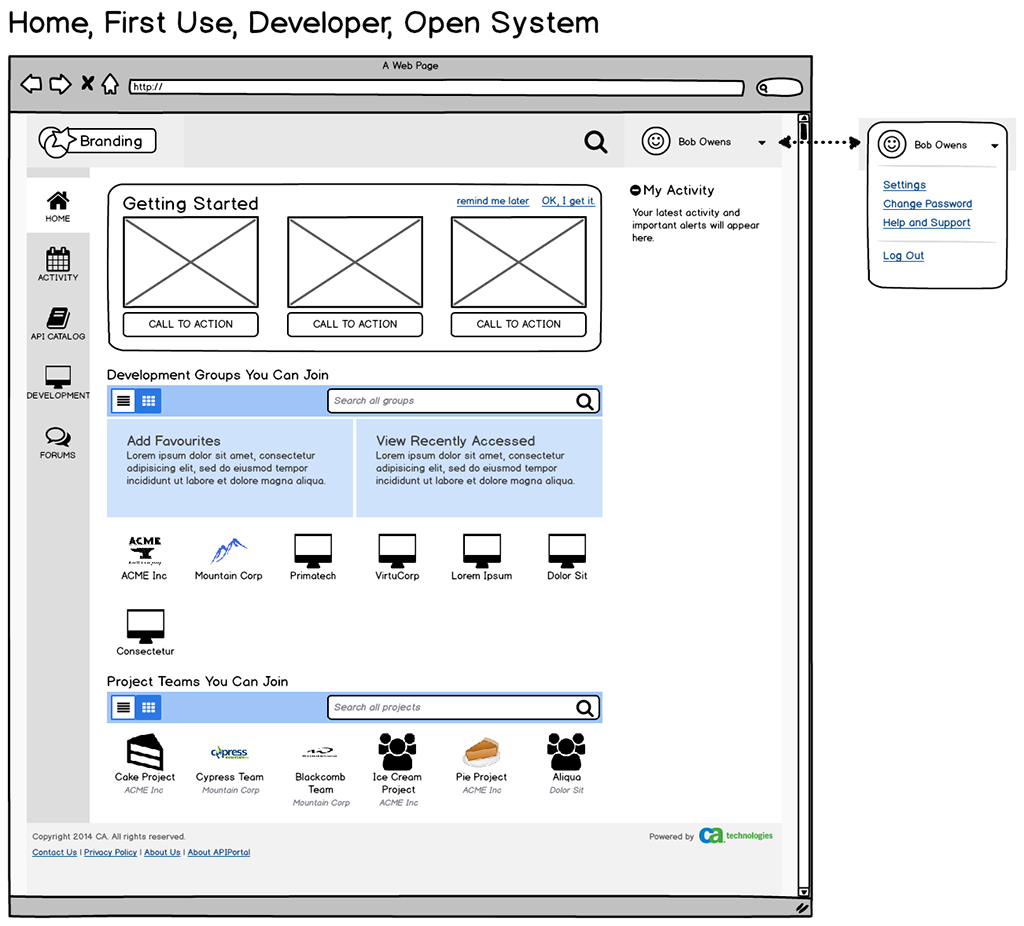 Home, First Use, Developer, Open System
A Web Page
http://
Branding
Bob Owens
Bob Owens
Settings
Change Password
Help and Support
Log Out
HOME
ACTIVITY
API CATALOG
DEVELOPMENT
FORUMS
Getting Started
remind me later
OK, I get it.
CALL TO ACTION
CALL TO ACTION
CALL TO ACTION
My Activity
Your latest activity and
important alerts will appear
here.
Development Groups You Can Join
Search all groups
Add Favourites
Lorem ipsum dolor sit amet, consectetur
adipisicing elit, sed do eiusmod tempor
incididunt ut labore et dolore magna aliqua.
View Recently Accessed
Lorem ipsum dolor sit amet, consectetur
adipisicing elit, sed do eiusmod tempor
incididunt ut labore et dolore magna aliqua.
ACME
ACME Inc
Mountain Corp
Primatech
VirtuCorp
Lorem Ipsum
Dolor Sit
Consectetur
Project Teams You Can Join
Search all projects
Cake Project
ACME Inc
cypress
Cypress Team
Mountain Corp
Blackcomb
Team
Mountain Corp
Ice Cream
Project
ACME Inc
Pie Project
ACME Inc
Aliqua
Dolor Sit
Copyright 2014 CA. All rights reserved.
Contact Us | Privacy Policy | About Us | About APIPortal
Powered by ca technologies